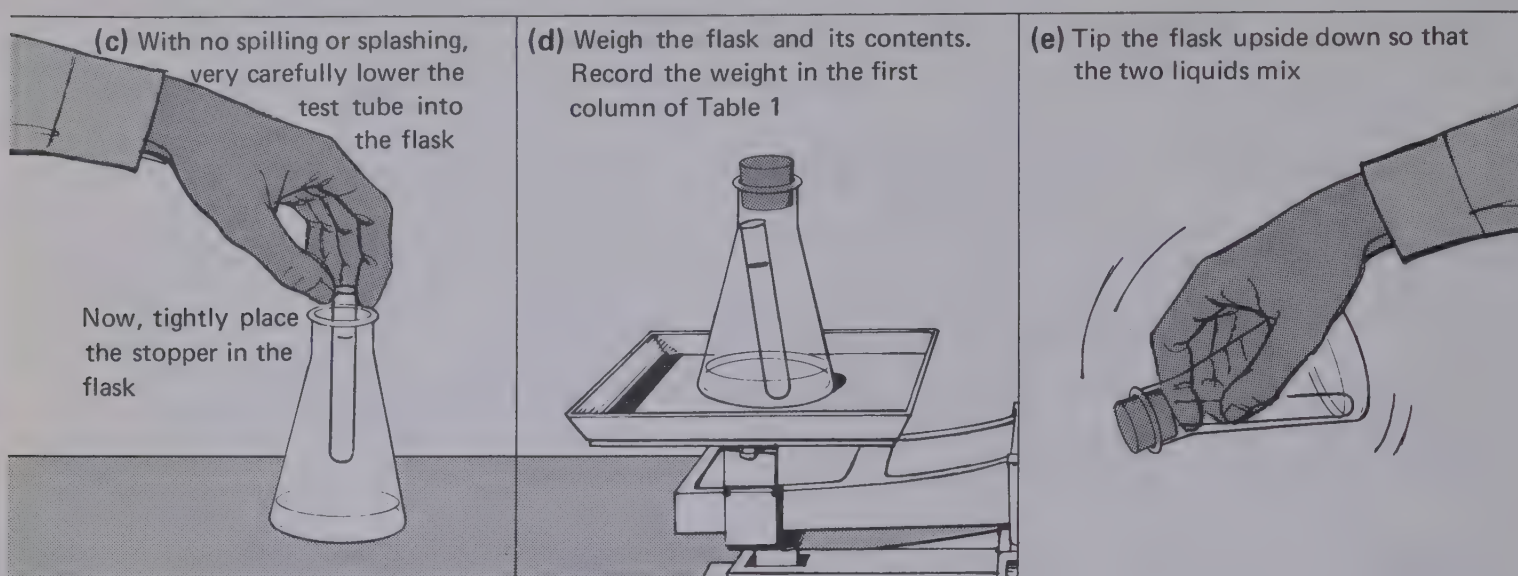 (c) With no spilling or splashing,
very carefully lower the
test tube into
the flask
Now, tightly place
the stopper in the
flask
(d) Weigh the flask and its contents.
Record the weight in the first
column of Table 1
(e) Tip the flask upside down so that
the two liquids mix